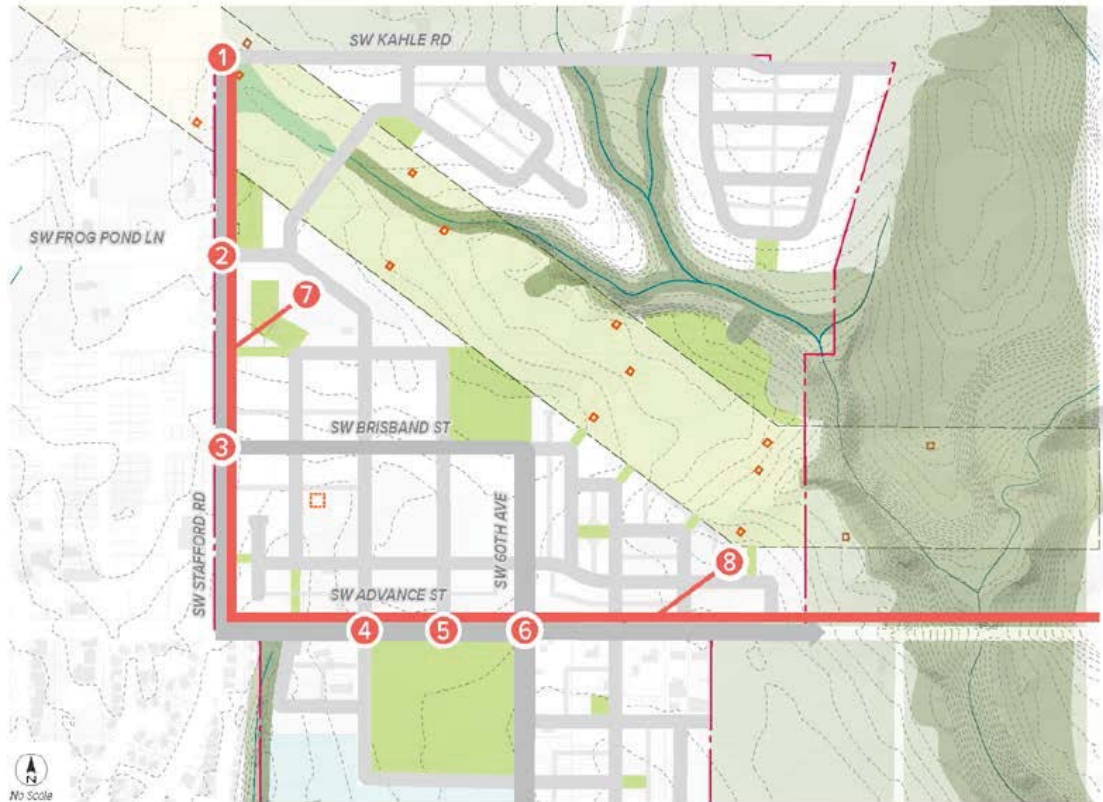 SW KAHLE RD
1
SW FROG POND LN
2
7
SW BRISBAND ST
3
SW STAFFORD RD
SW 60TH AVE
8
SW ADVANCE ST
4
5
6
N
No Scale